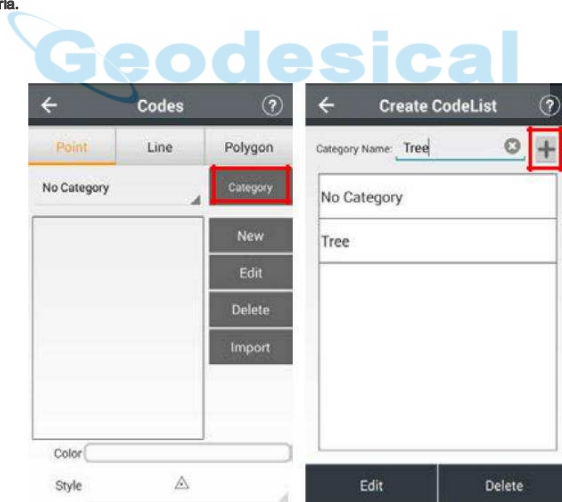 ría.
Geodesical
Codes ?
Point Line Polygon
No Category Category
New
Edit
Delete
Import
Color
Style
Create CodeList ?
Category Name: Tree
No Category
Tree
Edit Delete